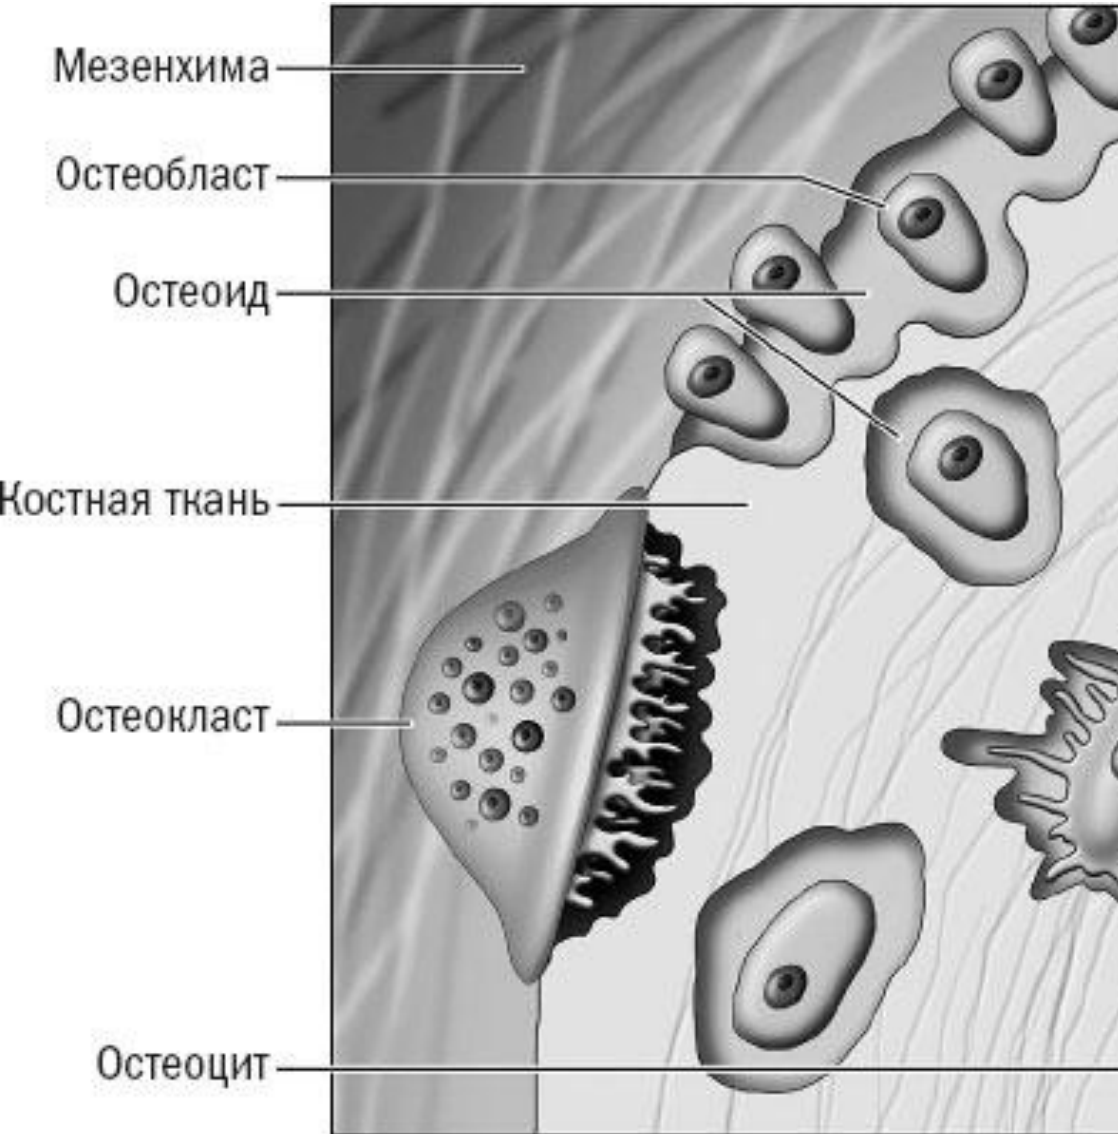 Мезенхима
Остеобласт
Остеоид
Костная ткань
Остеокласт
Остеоцит